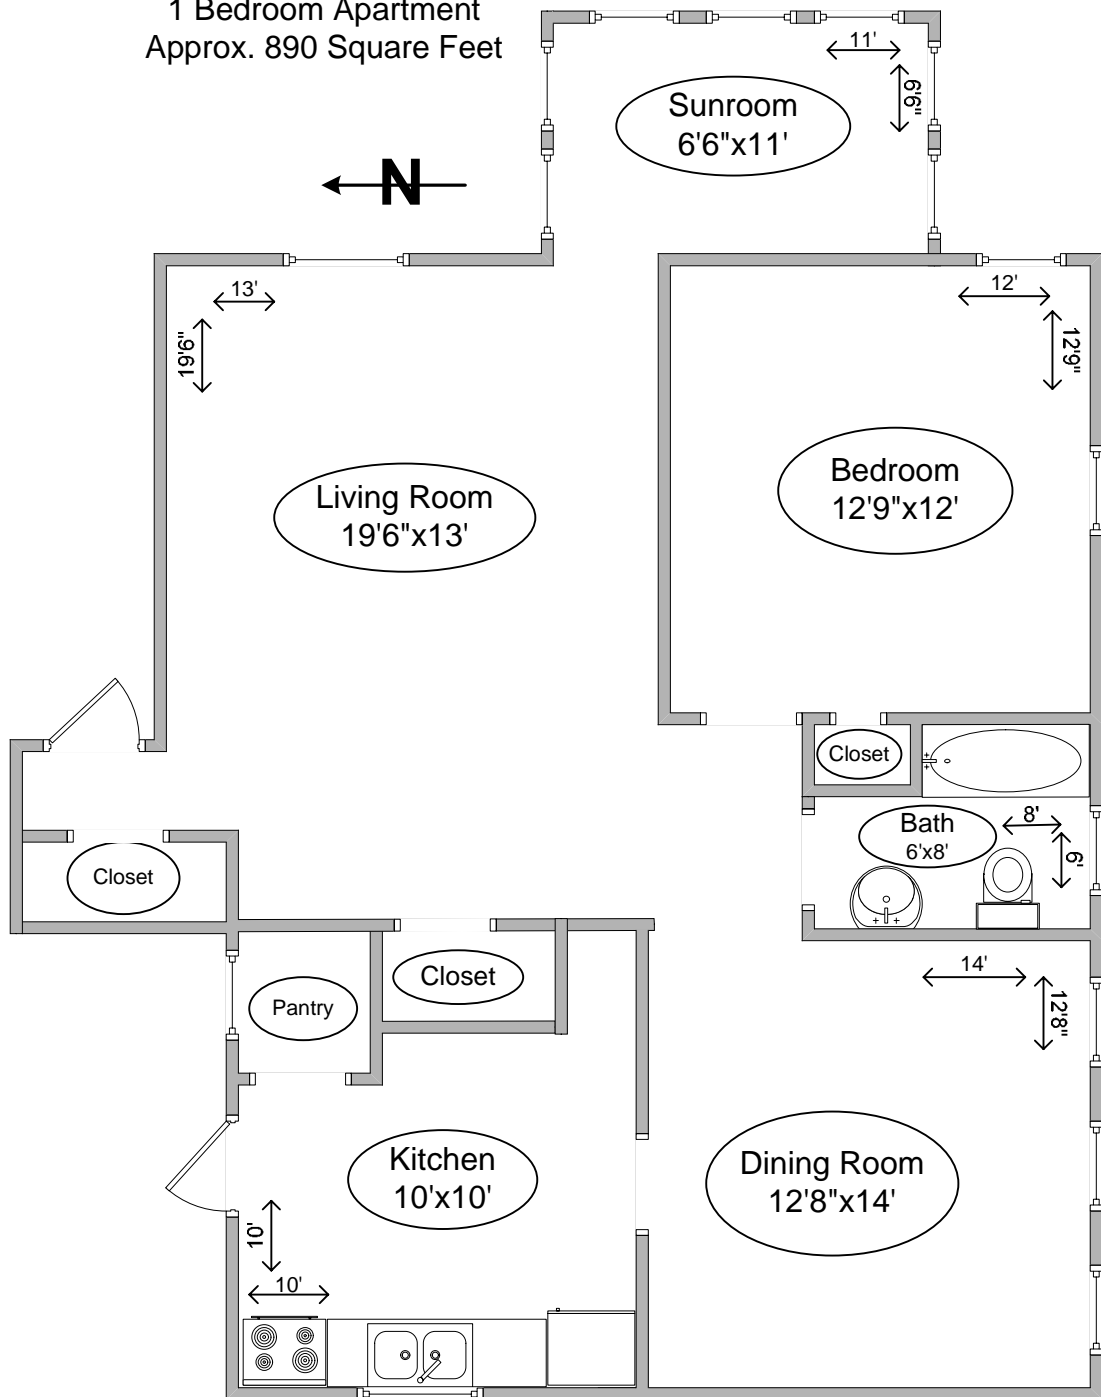 1 Bedroom Apartment
Approx. 890 Square Feet
11'
6'6"
Sunroom
6'6"x11'
N
13'
19'6"
12'
12'9"
Living Room
19'6"x13'
Bedroom
12'9"x12'
Closet
Bath
6'x8'
8'
6'
Closet
Closet
Pantry
14'
12'8"
Kitchen
10'x10'
Dining Room
12'8"x14'
10'
10'